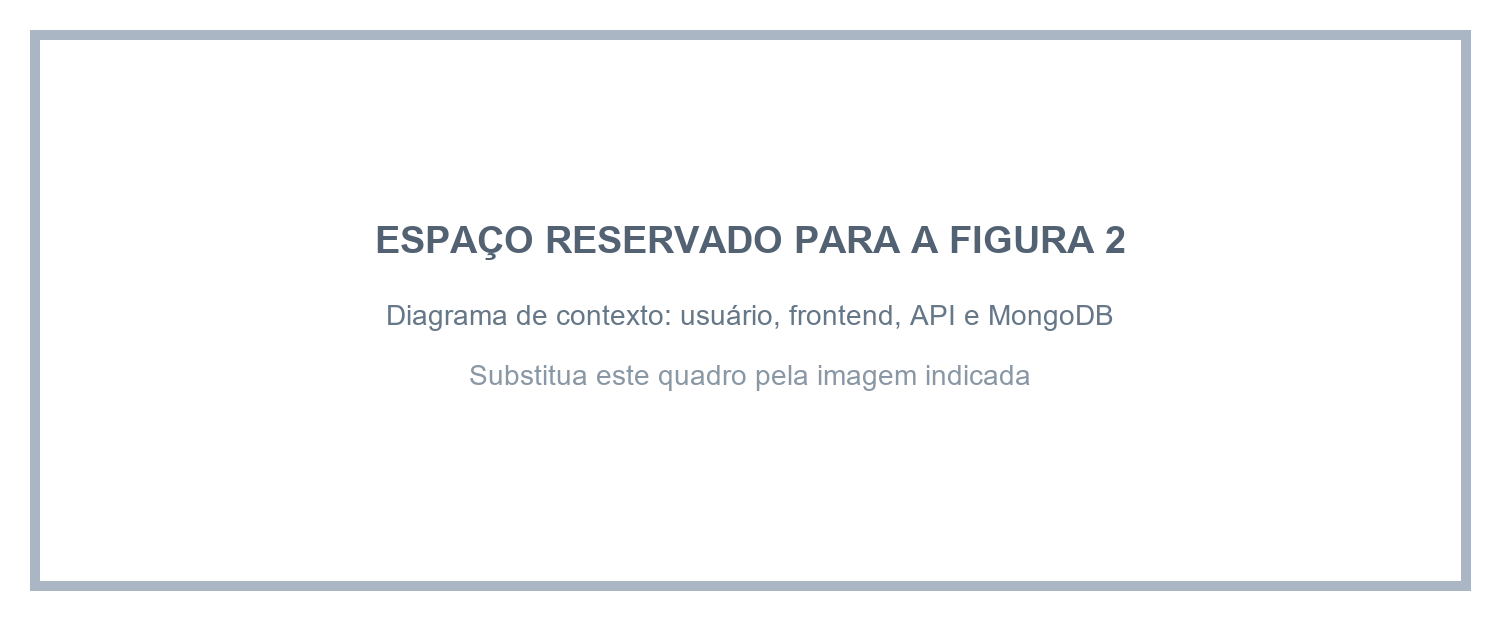 ESPAÇO RESERVADO PARA A FIGURA 2
Diagrama de contexto: usuário, frontend, API e MongoDB
Substitua este quadro pela imagem indicada